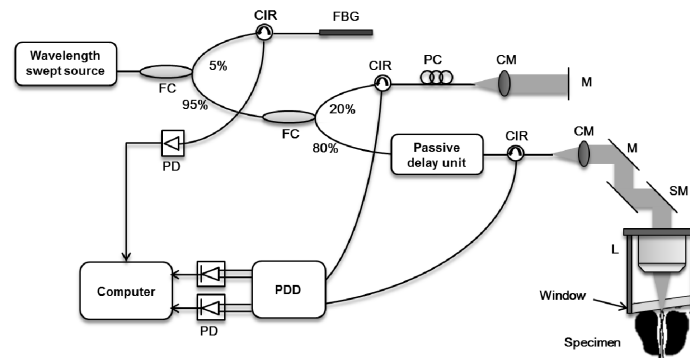 CIR
FBG
Wavelength
swept source
5%
FC
95%
CIR
PC
CM
M
20%
FC
80%
PD
Passive
delay unit
CIR
CM
M
SM
L
Computer
PDD
PD
Window
Specimen